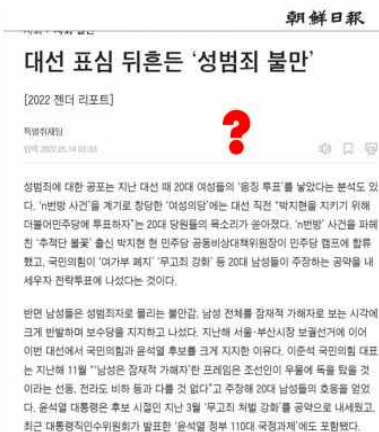 朝鮮日報
대선 표심 뒤흔든 ‘성범죄 불만’
[2022 젠더 리포트]
특별취재팀
입력 2022.05.14 03:03
?
성범죄에 대한 공포는 지난 대선 때 20대 여성들의 ‘응징 투표’를 낳았다는 분석도 있
다. ‘n번방 사건’을 계기로 창당한 ‘여성의당’에는 대선 직전 “박지현을 지키기 위해
더불어민주당에 투표하자”는 20대 당원들의 목소리가 쏟아졌다. ‘n번방’ 사건을 파헤
친 ‘추적단 불꽃’ 출신 박지현 현 민주당 공동비상대책위원장이 민주당 캠프에 합류
했고, 국민의힘이 ‘여가부 폐지’ ‘무고죄 강화’ 등 20대 남성들이 주장하는 공약을 내
세우자 전략투표에 나섰다는 것이다.
반면 남성들은 성범죄자로 몰리는 불안감, 남성 전체를 잠재적 가해자로 보는 시각에
크게 반발하며 보수당을 지지하고 나섰다. 지난해 서울·부산시장 보궐선거에 이어
이번 대선에서 국민의힘과 윤석열 후보를 크게 지지한 이유다. 이준석 국민의힘 대표
는 지난해 11월 “‘남성은 잠재적 가해자’란 프레임은 조선인이 우물에 독을 탔을 것
이라는 선동, 전라도 비하 등과 다를 것 없다”고 주장해 20대 남성들의 호응을 얻었
다. 윤석열 대통령은 후보 시절인 지난 3월 ‘무고죄 처벌 강화’를 공약으로 내세웠고,
최근 대통령직인수위원회가 발표한 ‘윤석열 정부 110대 국정과제’에도 포함됐다.